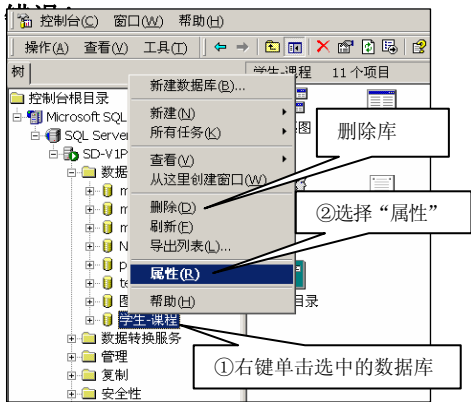 控制台(C) 窗口(W) 帮助(H)
操作(A) 查看(V) 工具(T)
树
学生-课程 11 个项目
控制台根目录
Microsoft SQL
SQL Server
SD-V1P
数据
学生-课程
数据转换服务
管理
复制
安全性
新建数据库(B)...
新建(N)
所有任务(K)
查看(V)
从这里创建窗口(W)
删除(D)
刷新(F)
导出列表(L)...
属性(R)
帮助(H)
图
目录
删除库
②选择“属性”
①右键单击选中的数据库